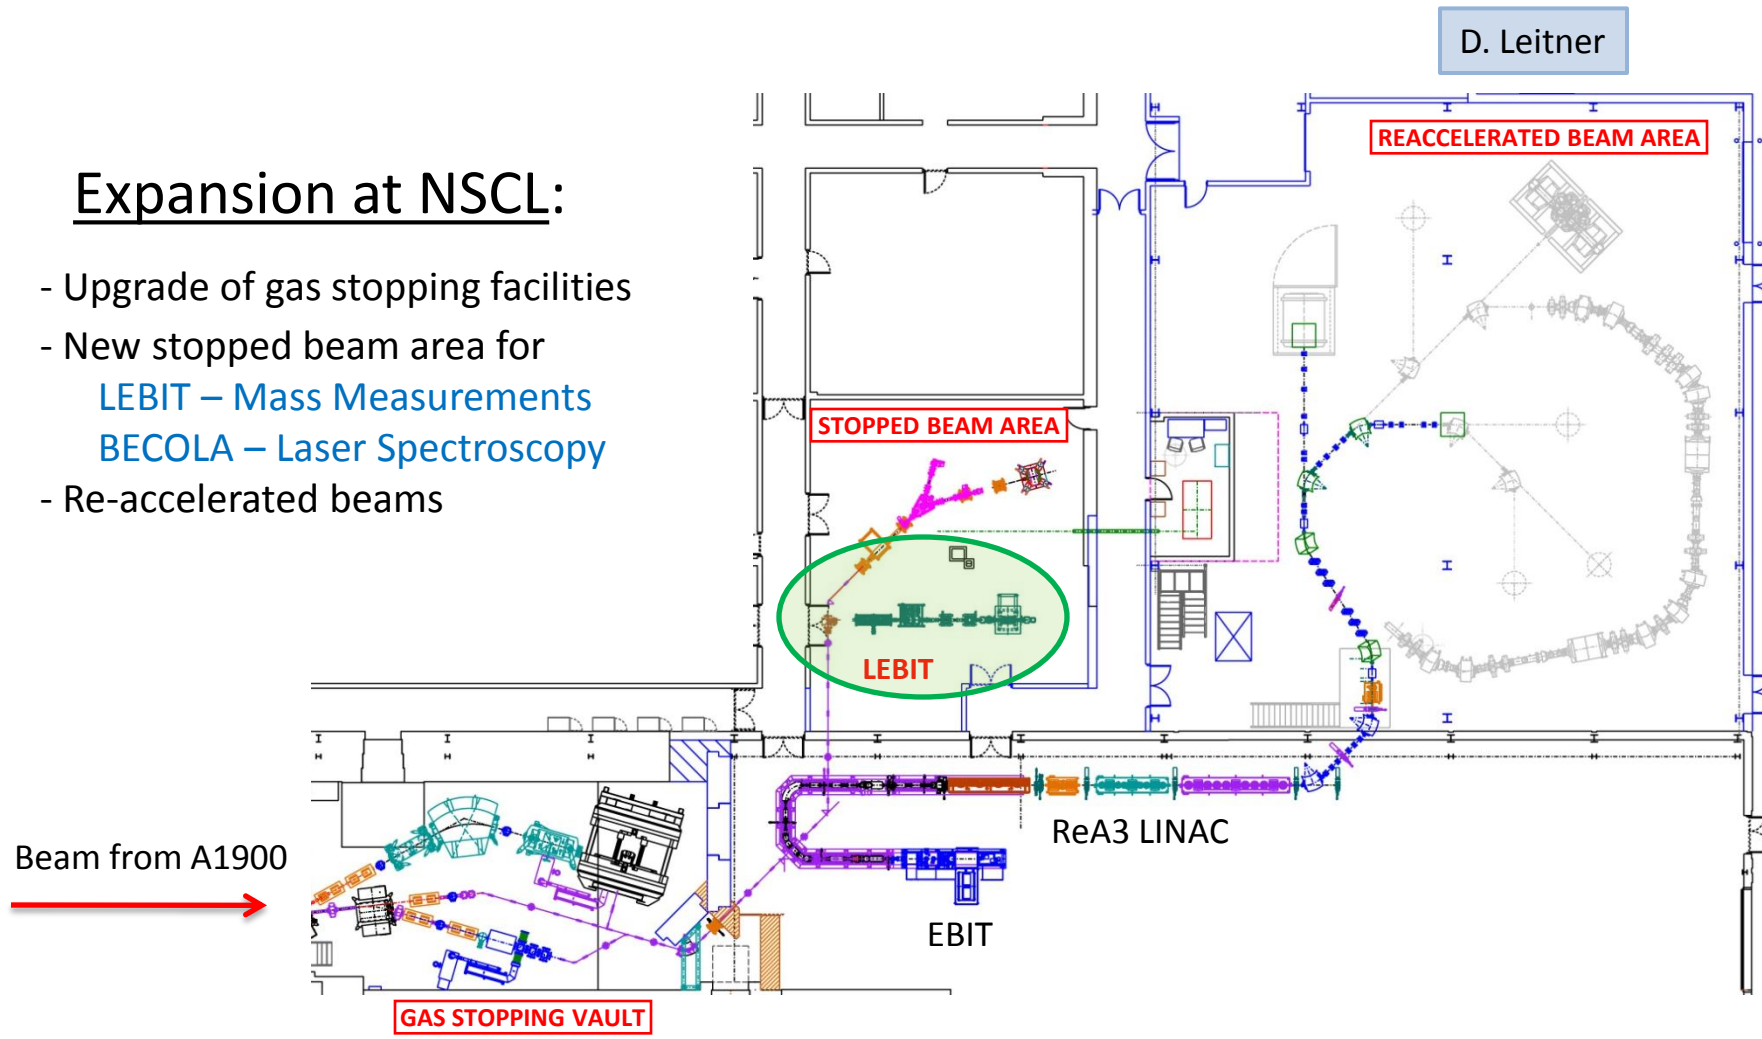 D. Leitner
REACCELERATED BEAM AREA
Expansion at NSCL:
- Upgrade of gas stopping facilities
- New stopped beam area for
LEBIT – Mass Measurements
BECOLA – Laser Spectroscopy
- Re-accelerated beams
STOPPED BEAM AREA
LEBIT
ReA3 LINAC
Beam from A1900
EBIT
GAS STOPPING VAULT